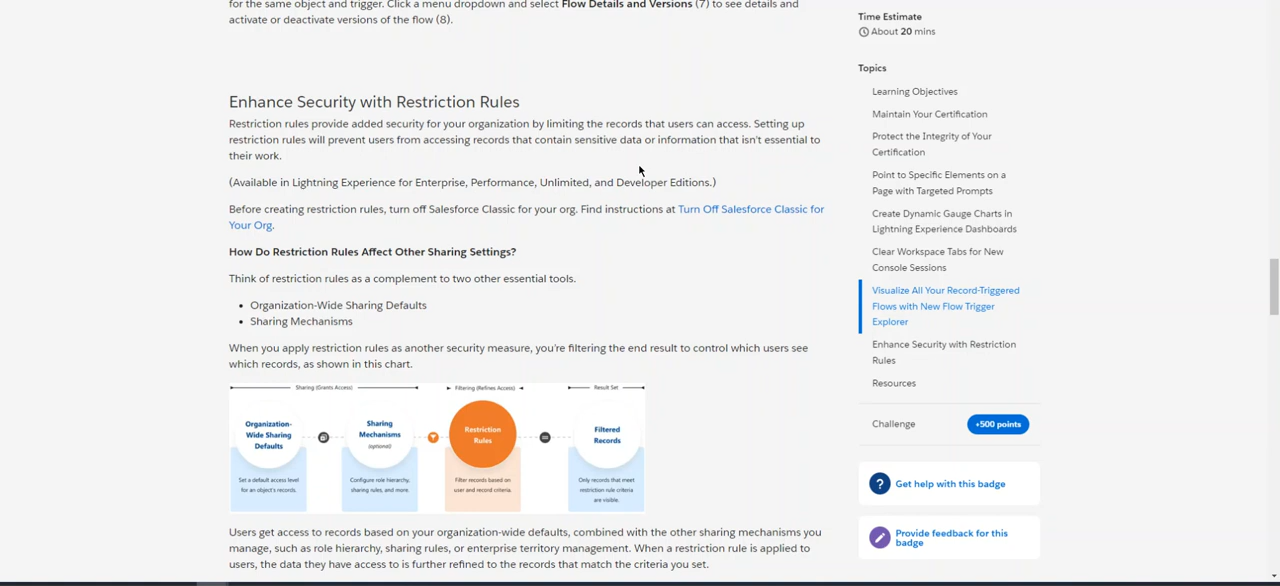 for the same object and trigger. Click a menu dropdown and select Flow Details and Versions (7) to see details and
activate or deactivate versions of the flow (8).
Enhance Security with Restriction Rules
Restriction rules provide added security for your organization by limiting the records that users can access. Setting up
restriction rules will prevent users from accessing records that contain sensitive data or information that isn't essential to
their work.
(Available in Lightning Experience for Enterprise, Performance, Unlimited, and Developer Editions.)
Before creating restriction rules, turn off Salesforce Classic for your org. Find instructions at Turn Off Salesforce Classic for
Your Org.
How Do Restriction Rules Affect Other Sharing Settings?
Think of restriction rules as a complement to two other essential tools.
• Organization-Wide Sharing Defaults
• Sharing Mechanisms
When you apply restriction rules as another security measure, you're filtering the end result to control which users see
which records, as shown in this chart.
Sharing (Grants Access)
Filtering (Refines Access)
Result Set
Organization-
Wide Sharing
Defaults
Set a default access level
for an object's records.
Sharing
Mechanisms
(optional)
Configure role hierarchy,
sharing rules, and more.
Restriction
Rules
Filter records based on
user and record criteria.
Filtered
Records
Only records that meet
restriction rule criteria
are visible.
Users get access to records based on your organization-wide defaults, combined with the other sharing mechanisms you
manage, such as role hierarchy, sharing rules, or enterprise territory management. When a restriction rule is applied to
users, the data they have access to is further refined to the records that match the criteria you set.
Time Estimate
About 20 mins
Topics
Learning Objectives
Maintain Your Certification
Protect the Integrity of Your
Certification
Point to Specific Elements on a
Page with Targeted Prompts
Create Dynamic Gauge Charts in
Lightning Experience Dashboards
Clear Workspace Tabs for New
Console Sessions
Visualize All Your Record-Triggered
Flows with New Flow Trigger
Explorer
Enhance Security with Restriction
Rules
Resources
Challenge
+500 points
? Get help with this badge
Provide feedback for this
badge